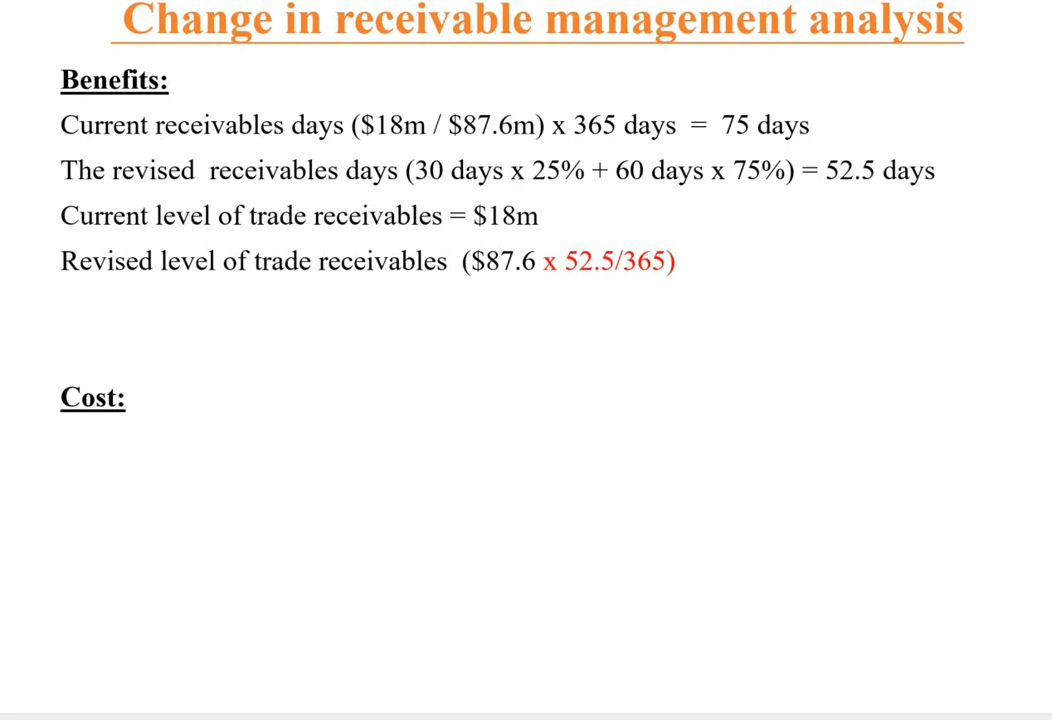 Change in receivable management analysis
Benefits:
Current receivables days ($18m / $87.6m) x 365 days = 75 days
The revised receivables days (30 days x 25% + 60 days x 75%) = 52.5 days
Current level of trade receivables = $18m
Revised level of trade receivables ($87.6 x 52.5/365)
Cost: